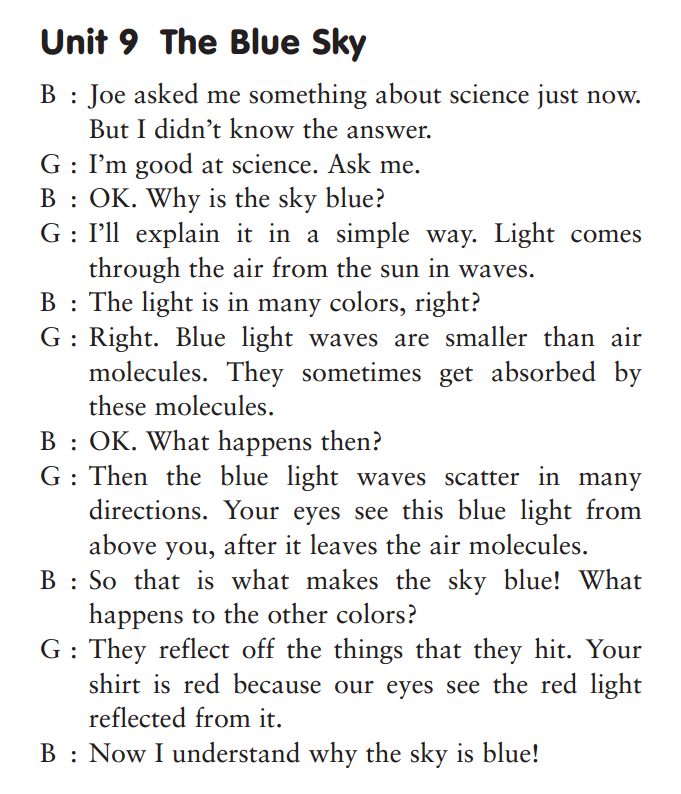 Unit 9 The Blue Sky
B : Joe asked me something about science just now.
But I didn't know the answer.
G : I'm good at science. Ask me.
B : OK. Why is the sky blue?
G : I'll explain it in a simple way. Light comes
through the air from the sun in waves.
B : The light is in many colors, right?
G : Right. Blue light waves are smaller than air
molecules. They sometimes get absorbed by
these molecules.
B : OK. What happens then?
G : Then the blue light waves scatter in many
directions. Your eyes see this blue light from
above you, after it leaves the air molecules.
B : So that is what makes the sky blue! What
happens to the other colors?
G : They reflect off the things that they hit. Your
shirt is red because our eyes see the red light
reflected from it.
B : Now I understand why the sky is blue!